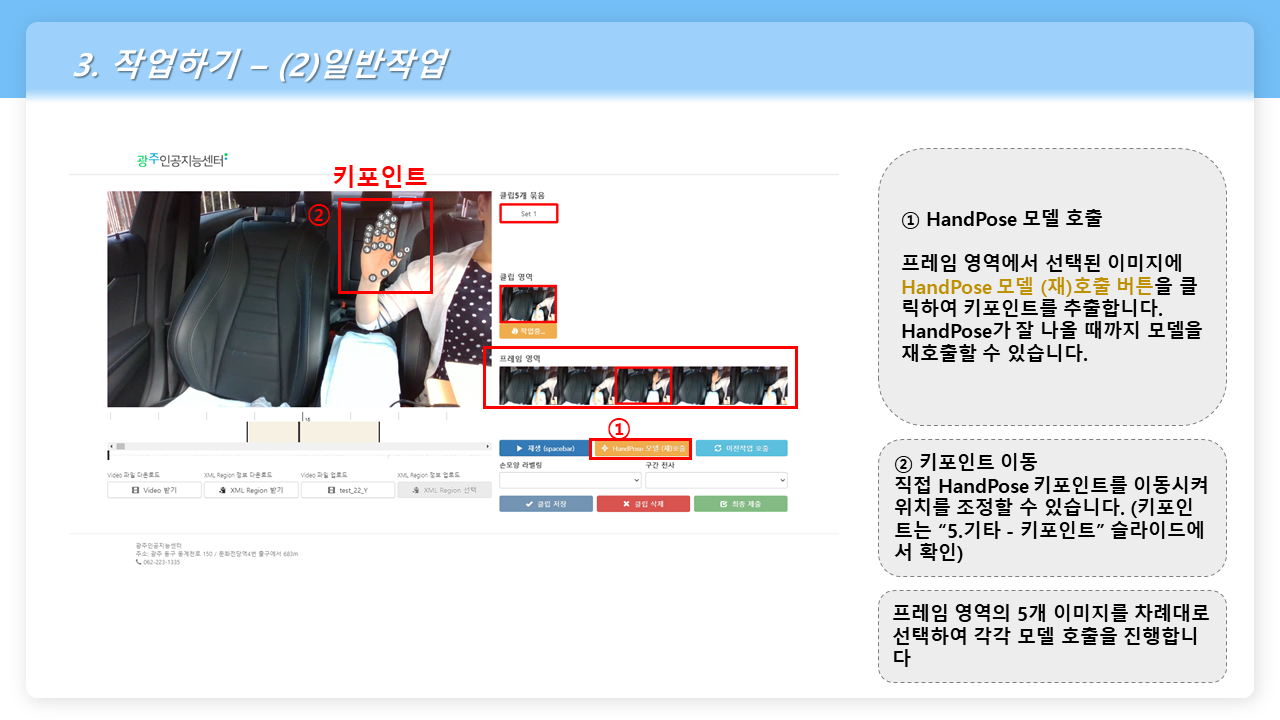 3. 작업하기 – (2)일반작업
광주인공지능센터
키포인트
②
클립5개 묶음
Set 1
클립 영역
작업중...
프레임 영역
15
①
재생 (spacebar)
HandPose 모델 (재)호출
이전작업 호출
손모양 라벨링
구간 전사
Video 파일 다운로드
XML Region 정보 다운로드
Video 파일 업로드
XML Region 정보 업로드
Video 받기
XML Region 받기
test_22_Y
XML Region 선택
클립 저장
클립 삭제
최종 제출
광주인공지능센터
주소: 광주 동구 동계천로 150 / 문화전당역4번 출구에서 683m
062-223-1335
① HandPose 모델 호출
프레임 영역에서 선택된 이미지에
HandPose 모델 (재)호출 버튼을 클
릭하여 키포인트를 추출합니다.
HandPose가 잘 나올 때까지 모델을
재호출할 수 있습니다.
② 키포인트 이동
직접 HandPose 키포인트를 이동시켜
위치를 조정할 수 있습니다. (키포인
트는 “5.기타 - 키포인트” 슬라이드에
서 확인)
프레임 영역의 5개 이미지를 차례대로
선택하여 각각 모델 호출을 진행합니
다